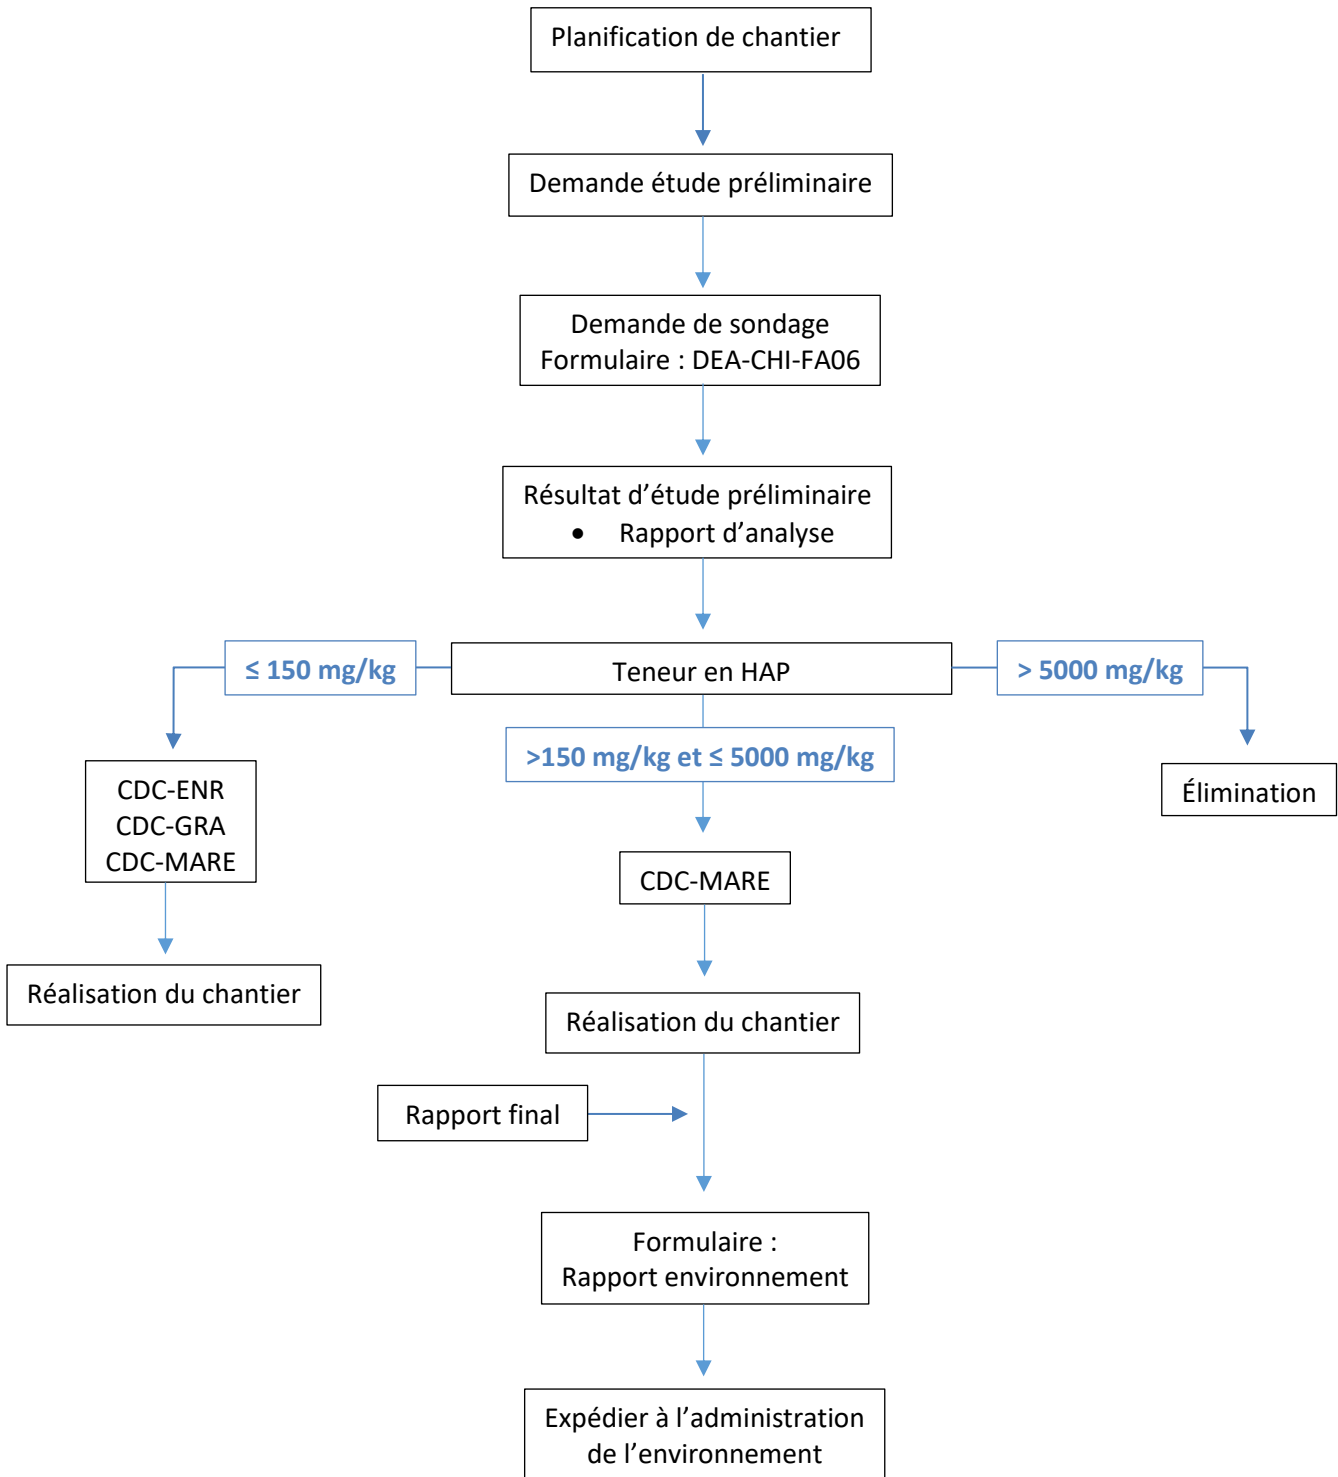 Planification de chantier
Demande étude préliminaire
Demande de sondage
Formulaire : DEA-CHI-FA06
Résultat d’étude préliminaire
• Rapport d’analyse
≤ 150 mg/kg
Teneur en HAP
> 5000 mg/kg
>150 mg/kg et ≤ 5000 mg/kg
CDC-ENR
CDC-GRA
CDC-MARE
Élimination
CDC-MARE
Réalisation du chantier
Réalisation du chantier
Rapport final
Formulaire :
Rapport environnement
Expédier à l’administration
de l’environnement